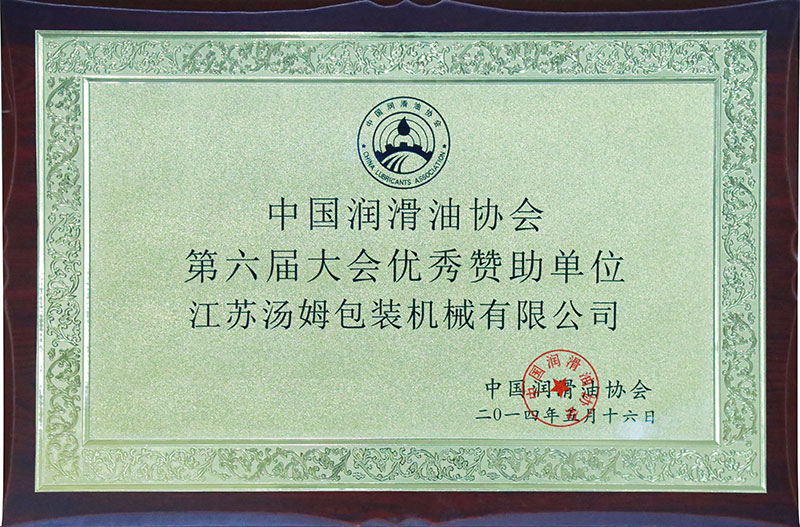 中国润滑油协会
CHINA LUBRICANTS ASSOCIATION
中国润滑油协会
第六届大会优秀赞助单位
江苏汤姆包装机械有限公司
中国润滑油协会
二0一四年五月十六日
中国润滑油协会